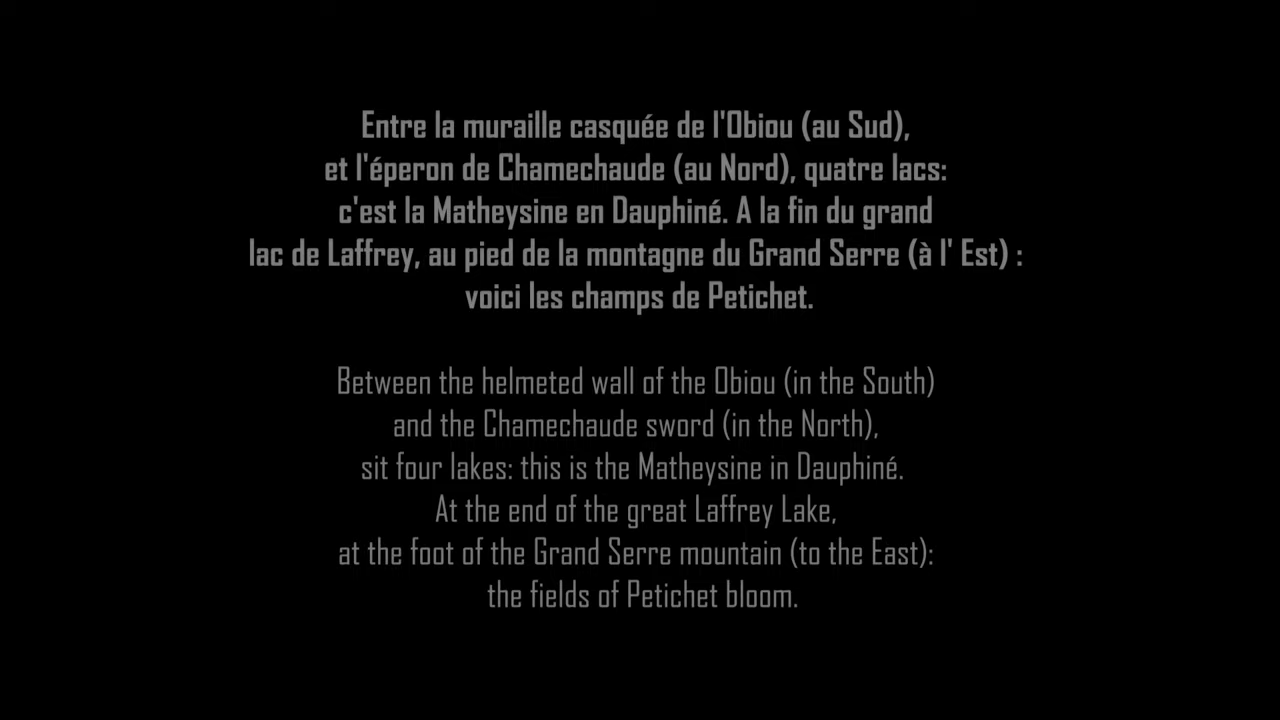 Entre la muraille casquée de l'Obiou (au Sud),
et l'éperon de Chamechaude (au Nord), quatre lacs:
c'est la Matheysine en Dauphiné. A la fin du grand
lac de Laffrey, au pied de la montagne du Grand Serre (à l' Est) :
voici les champs de Petichet.
Between the helmeted wall of the Obiou (in the South)
and the Chamechaude sword (in the North),
sit four lakes: this is the Matheysine in Dauphiné.
At the end of the great Laffrey Lake,
at the foot of the Grand Serre mountain (to the East):
the fields of Petichet bloom.